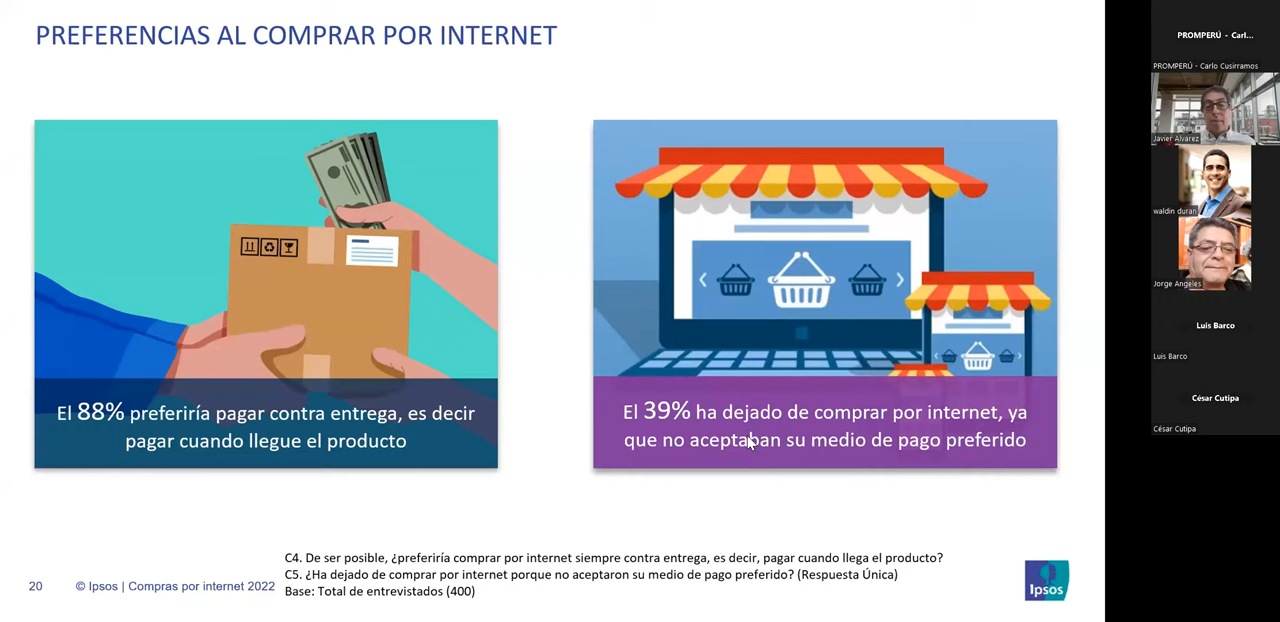 PREFERENCIAS AL COMPRAR POR INTERNET
El 88% preferiría pagar contra entrega, es decir
pagar cuando llegue el producto
El 39% ha dejado de comprar por internet, ya
que no aceptaban su medio de pago preferido
C4. De ser posible, ¿preferiría comprar por internet siempre contra entrega, es decir, pagar cuando llega el producto?
C5. ¿Ha dejado de comprar por internet porque no aceptaron su medio de pago preferido? (Respuesta Única)
Base: Total de entrevistados (400)
20
© Ipsos | Compras por internet 2022
Ipsos
PROMPERÚ - Carl...
PROMPERÚ - Carlo Cusirramos
Javier Alvarez
waldin duran
Jorge Angeles
Luis Barco
Luis Barco
César Cutipa
César Cutipa